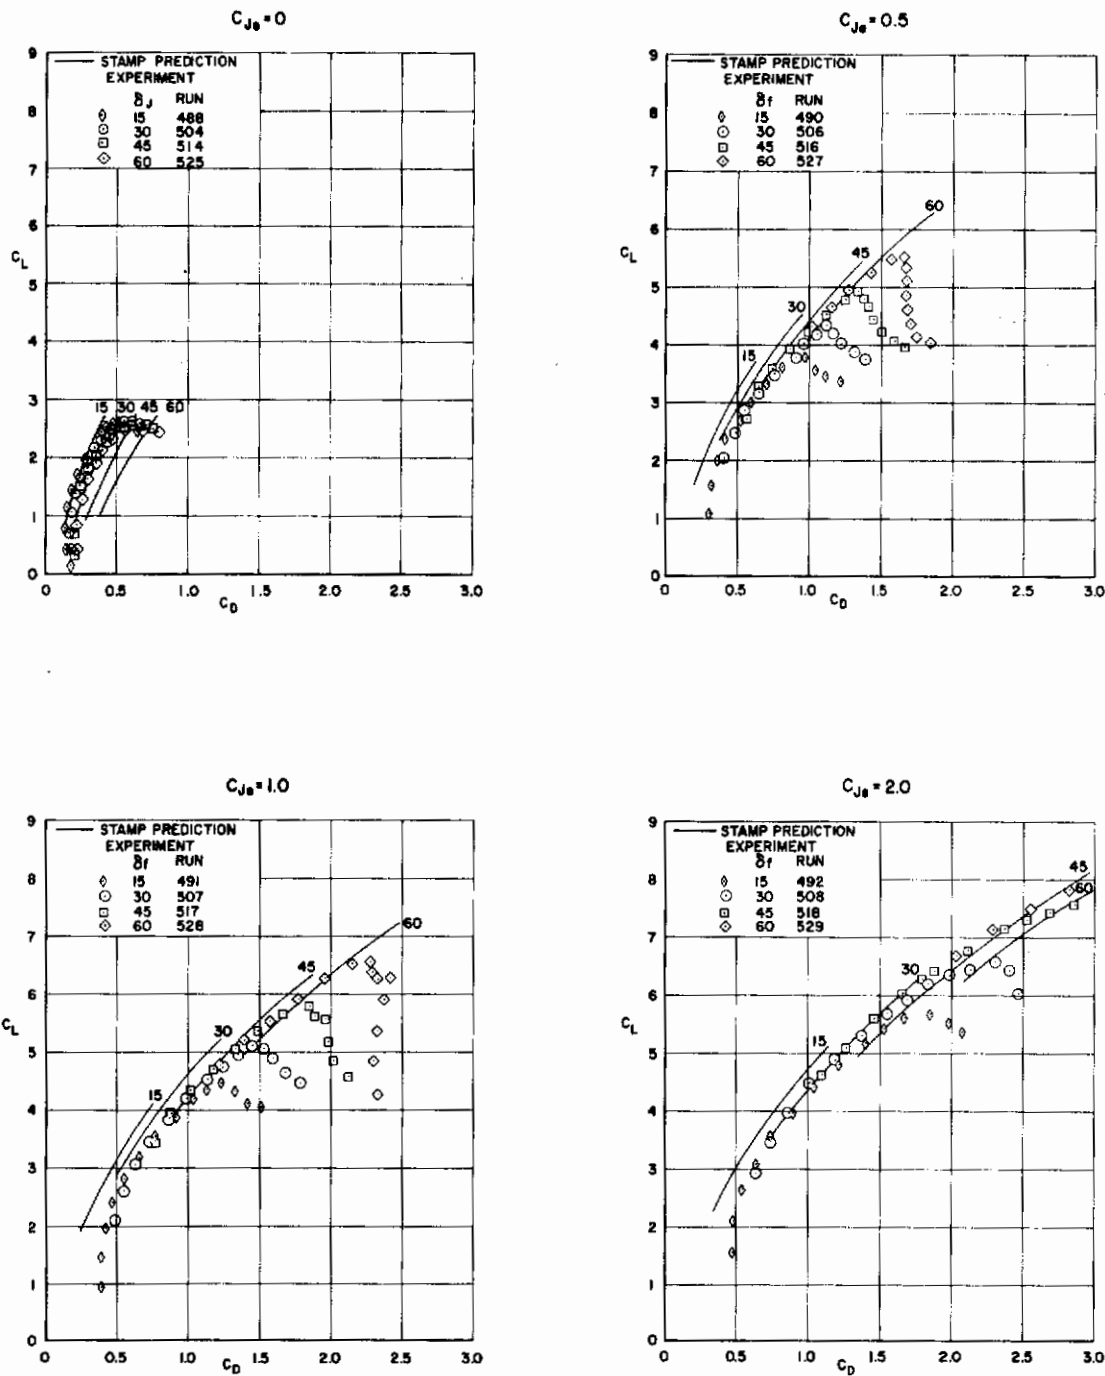 C_Je = 0
STAMP PREDICTION
EXPERIMENT
δJ RUN
15 488
30 504
45 514
60 525
9
8
7
6
5
4
3
2
1
0
C_L
15 30 45 60
0 0.5 1.0 1.5 2.0 2.5 3.0
C_D
C_Je = 0.5
STAMP PREDICTION
EXPERIMENT
δf RUN
15 490
30 506
45 516
60 527
9
8
7
6
5
4
3
2
1
0
C_L
60
45
30
15
0 0.5 1.0 1.5 2.0 2.5 3.0
C_D
C_Je = 1.0
STAMP PREDICTION
EXPERIMENT
δf RUN
15 491
30 507
45 517
60 528
9
8
7
6
5
4
3
2
1
0
C_L
60
45
30
15
0 0.5 1.0 1.5 2.0 2.5 3.0
C_D
C_Je = 2.0
STAMP PREDICTION
EXPERIMENT
δf RUN
15 492
30 508
45 518
60 529
9
8
7
6
5
4
3
2
1
0
C_L
45
60
30
15
0 0.5 1.0 1.5 2.0 2.5 3.0
C_D